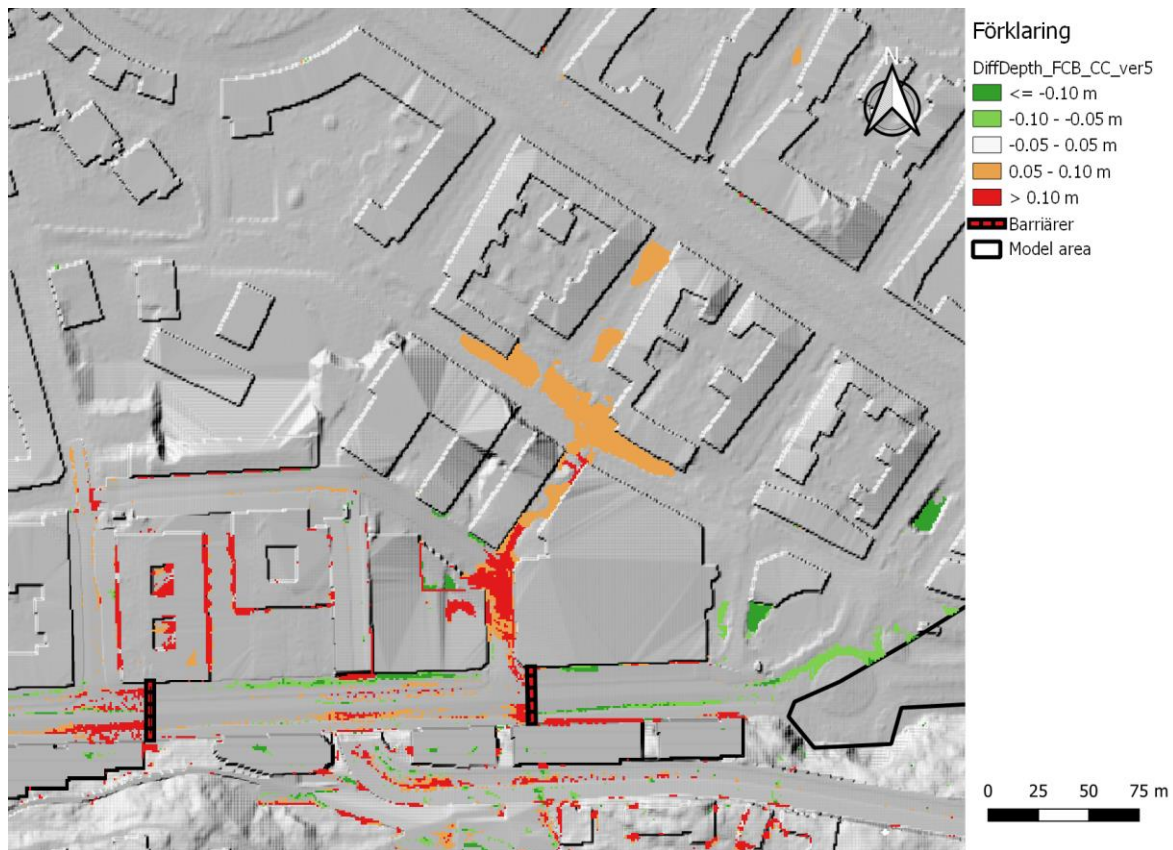 Förklaring
N
DiffDepth_FCB_CC_ver5
<= -0.10 m
-0.10 - -0.05 m
-0.05 - 0.05 m
0.05 - 0.10 m
> 0.10 m
Barriärer
Model area
0 25 50 75 m